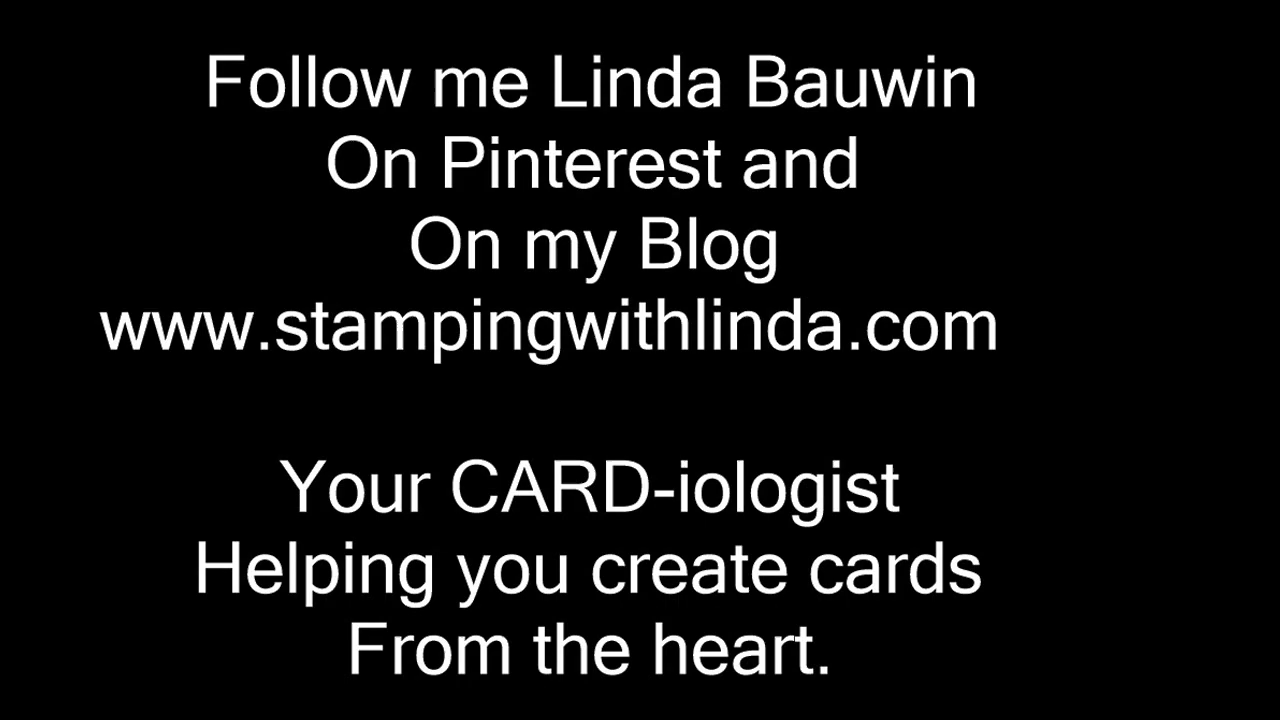 Follow me Linda Bauwin
On Pinterest and
On my Blog
www.stampingwithlinda.com
Your CARD-iologist
Helping you create cards
From the heart.